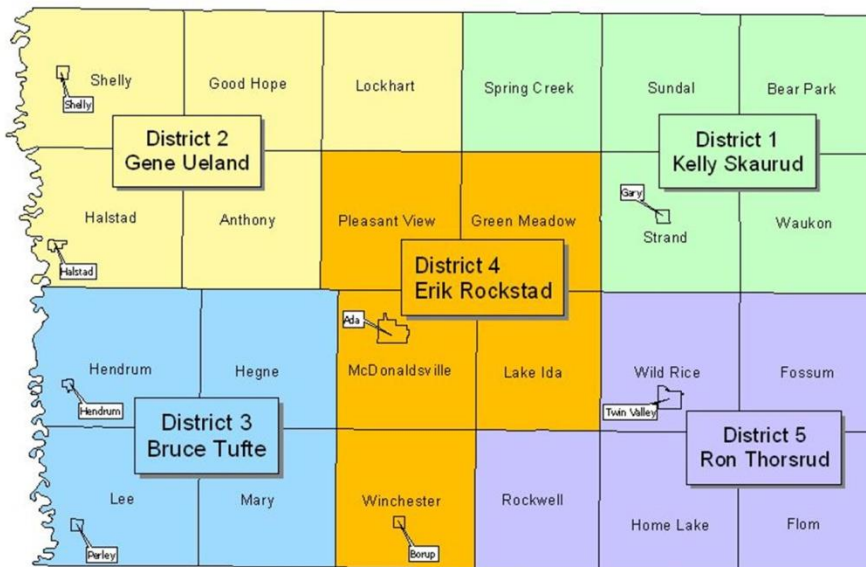 Shelly
Good Hope
Lockhart
Spring Creek
Sundal
Bear Park
Shelly
District 2
Gene Ueland
District 1
Kelly Skaurud
Halstad
Anthony
Pleasant View
Green Meadow
Gary
Strand
Waukon
Halstad
District 4
Erik Rockstad
Ada
Hendrum
Hegne
McDonaldsville
Lake Ida
Wild Rice
Fossum
Hendrum
Twin Valley
District 3
Bruce Tufte
District 5
Ron Thorsrud
Lee
Mary
Winchester
Rockwell
Home Lake
Flom
Perley
Borup